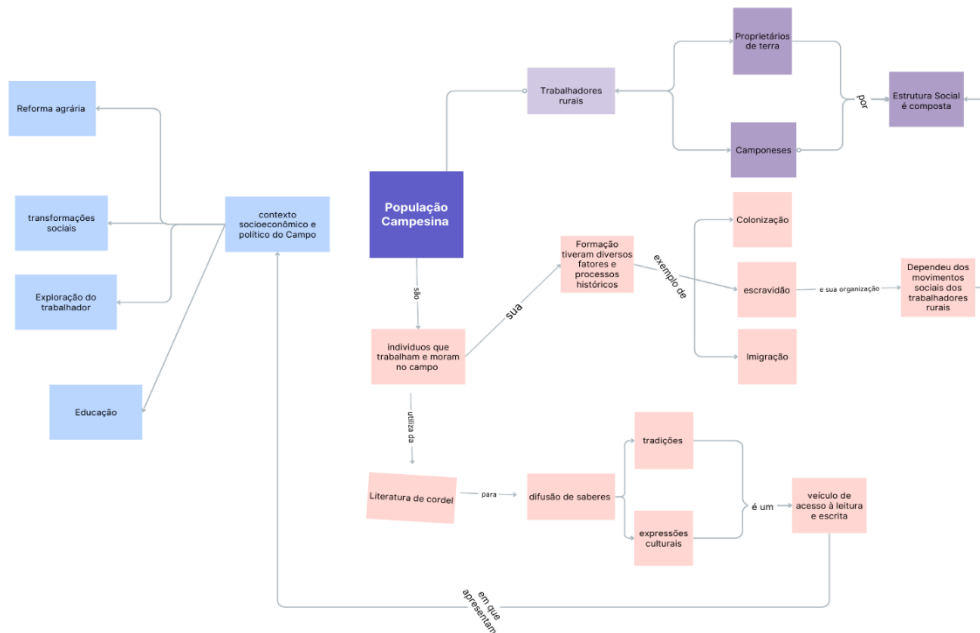 Proprietários
de terra
Reforma agrária
Trabalhadores
rurais
por
Estrutura Social
é composta
Camponeses
População
Campesina
transformações
sociais
contexto
socioeconômico e
político do Campo
Colonização
Formação
tiveram diversos
fatores e
processos
históricos
exemplo de
Exploração do
trabalhador
são
sua
escravidão
e sua organização
Dependeu dos
movimentos
sociais dos
trabalhadores
rurais
individuos que
trabalham e moram
no campo
Imigração
Educação
utiliza da
tradições
Literatura de cordel
para
difusão de saberes
é um
veículo de
acesso à leitura
e escrita
expressões
culturais
em que
apresentam